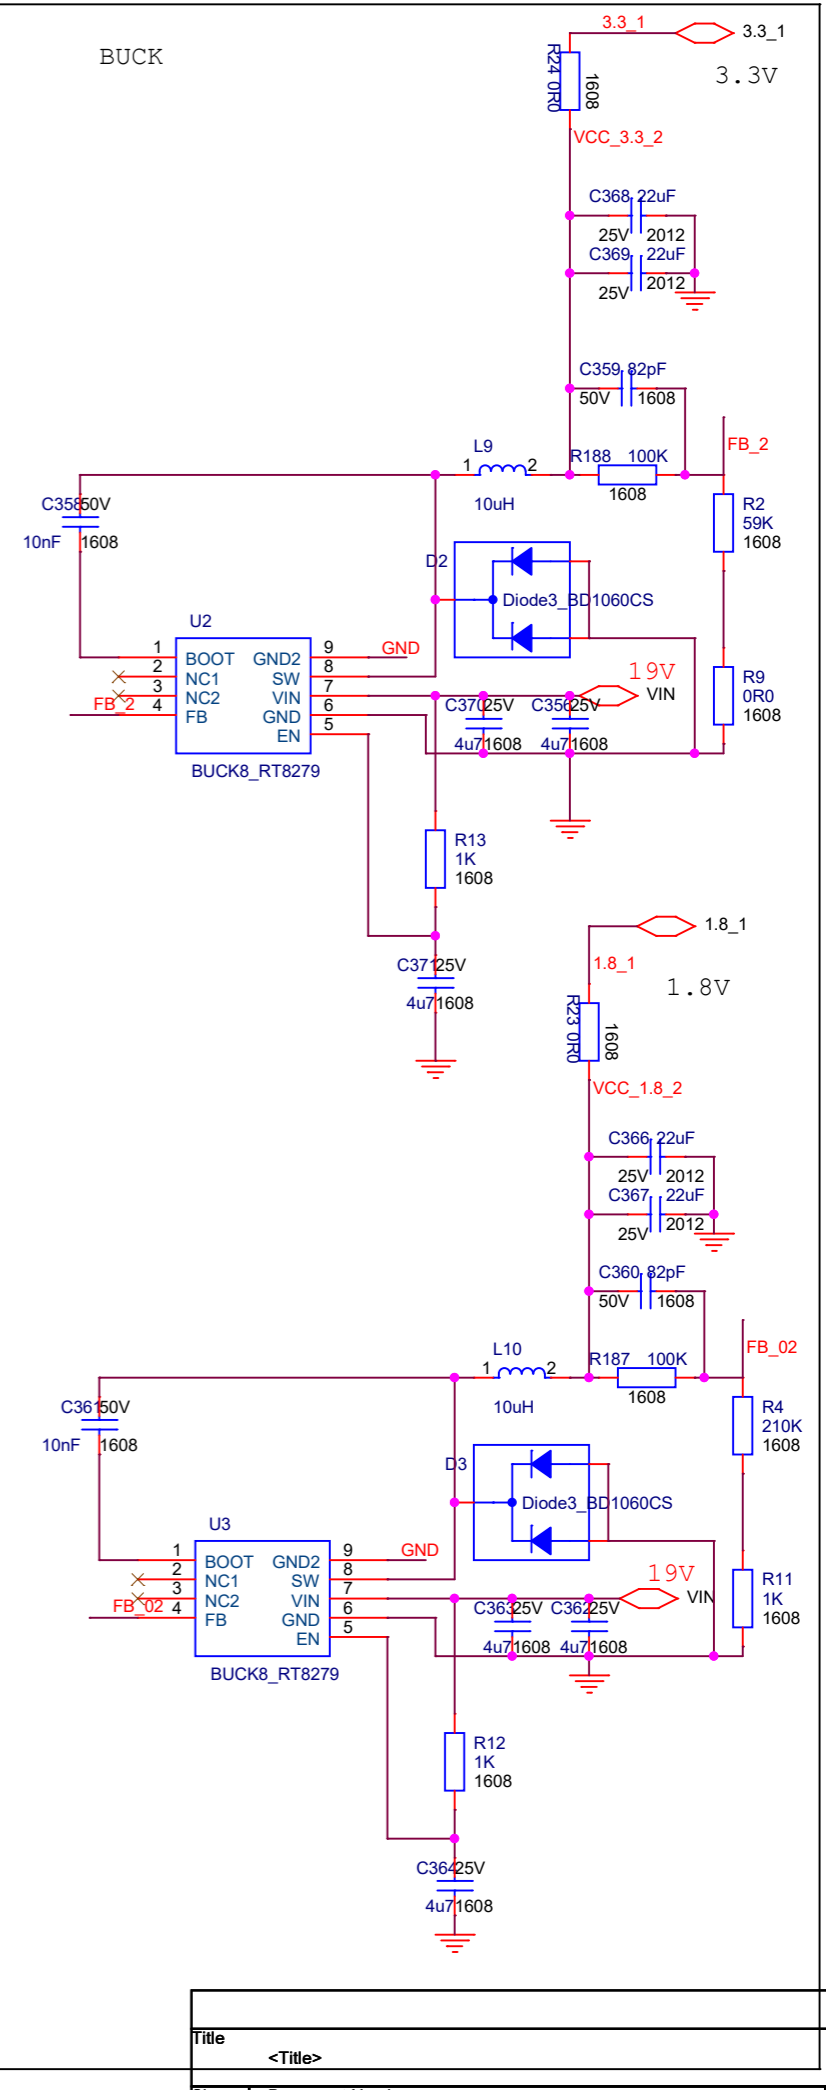 BUCK
3.3_1
3.3_1
3.3V
R24 0R0
1608
VCC_3.3_2
C368 22uF
25V 2012
C369 22uF
25V 2012
C359 82pF
50V 1608
FB_2
L9
1 2
10uH
R188 100K
1608
R2
59K
1608
C358 50V
10nF 1608
D2
Diode3_BD1060CS
U2
1 BOOT
2 NC1
3 NC2
4 FB
GND2 9
SW 8
VIN 7
GND 6
EN 5
GND
FB_2
BUCK8_RT8279
19V
VIN
C370 25V
4u7 1608
C356 25V
4u7 1608
R9
0R0
1608
R13
1K
1608
C371 25V
4u7 1608
1.8_1
1.8_1
1.8V
R23 0R0
1608
VCC_1.8_2
C366 22uF
25V 2012
C367 22uF
25V 2012
C360 82pF
50V 1608
FB_02
L10
1 2
10uH
R187 100K
1608
R4
210K
1608
C361 50V
10nF 1608
D3
Diode3_BD1060CS
U3
1 BOOT
2 NC1
3 NC2
4 FB
GND2 9
SW 8
VIN 7
GND 6
EN 5
GND
FB_02
BUCK8_RT8279
19V
VIN
C363 25V
4u7 1608
C362 25V
4u7 1608
R11
1K
1608
R12
1K
1608
C364 25V
4u7 1608
Title
<Title>